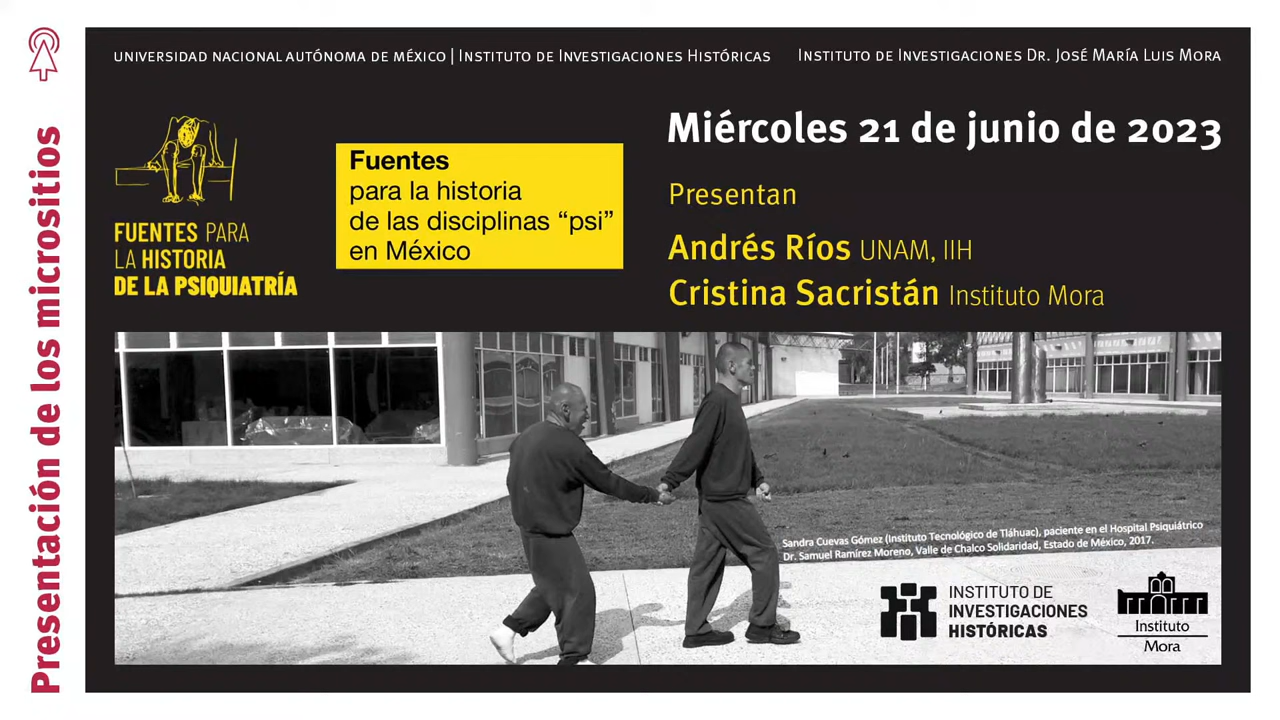 Presentación de los micrositios
UNIVERSIDAD NACIONAL AUTÓNOMA DE MÉXICO | INSTITUTO DE INVESTIGACIONES HISTÓRICAS
INSTITUTO DE INVESTIGACIONES DR. JOSÉ MARÍA LUIS MORA
FUENTES PARA
LA HISTORIA
DE LA PSIQUIATRÍA
Fuentes
para la historia
de las disciplinas “psi”
en México
Miércoles 21 de junio de 2023
Presentan
Andrés Ríos UNAM, IIH
Cristina Sacristán Instituto Mora
Sandra Cuevas Gómez (Instituto Tecnológico de Tláhuac), paciente en el Hospital Psiquiátrico
Dr. Samuel Ramírez Moreno, Valle de Chalco Solidaridad, Estado de México, 2017.
INSTITUTO DE
INVESTIGACIONES
HISTÓRICAS
Instituto
Mora